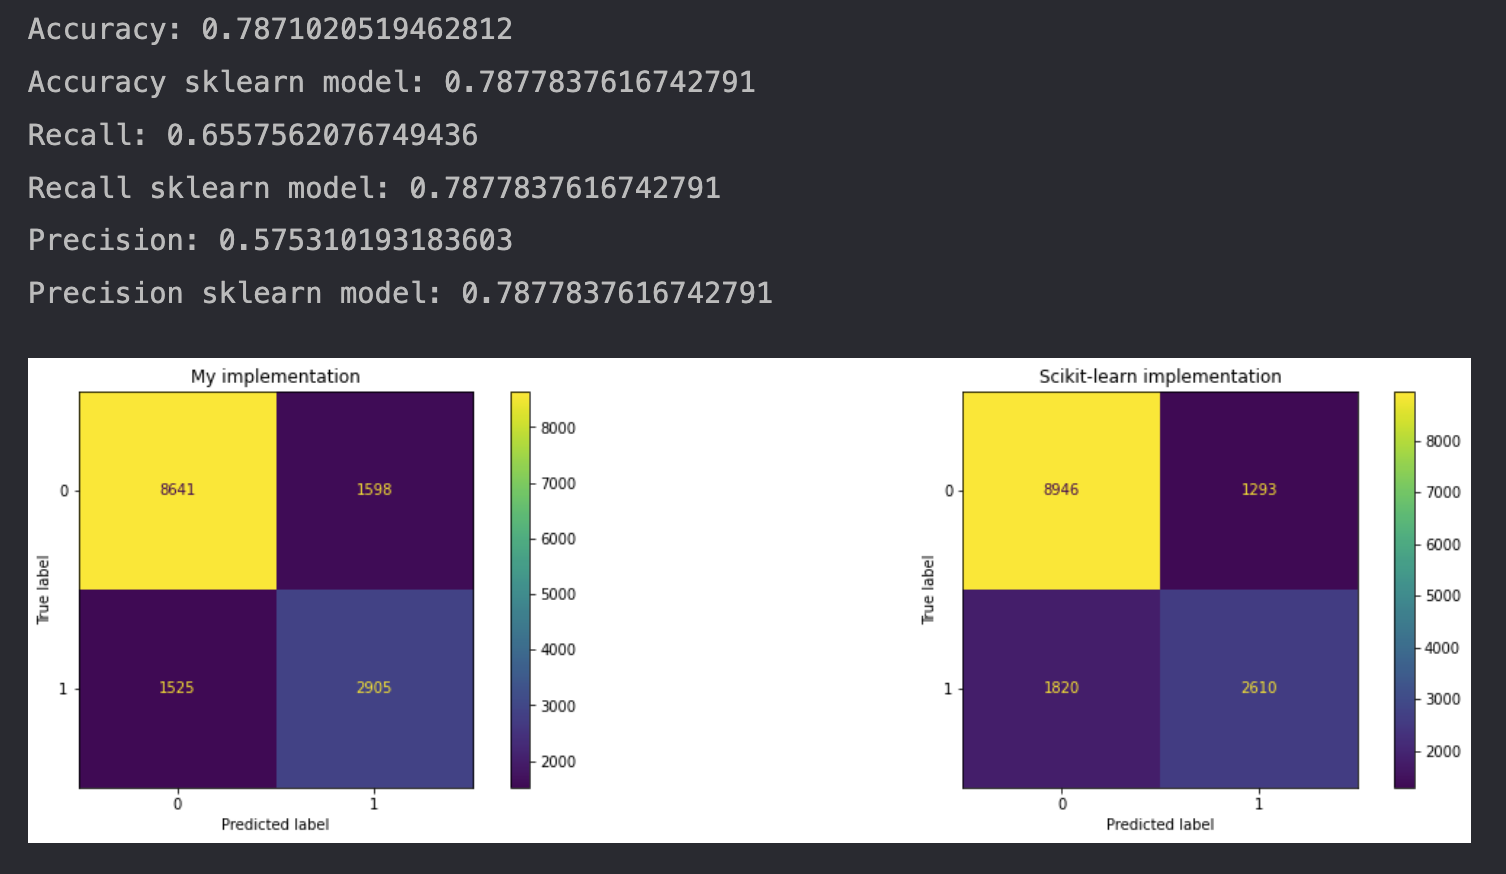 Accuracy: 0.7871020519462812
Accuracy sklearn model: 0.7877837616742791
Recall: 0.6557562076749436
Recall sklearn model: 0.7877837616742791
Precision: 0.575310193183603
Precision sklearn model: 0.7877837616742791
My implementation
8000
0
8641
1598
7000
6000
True label
5000
4000
1
1525
2905
3000
2000
0
1
Predicted label
Scikit-learn implementation
8000
0
8946
1293
7000
6000
True label
5000
4000
1
1820
2610
3000
2000
0
1
Predicted label